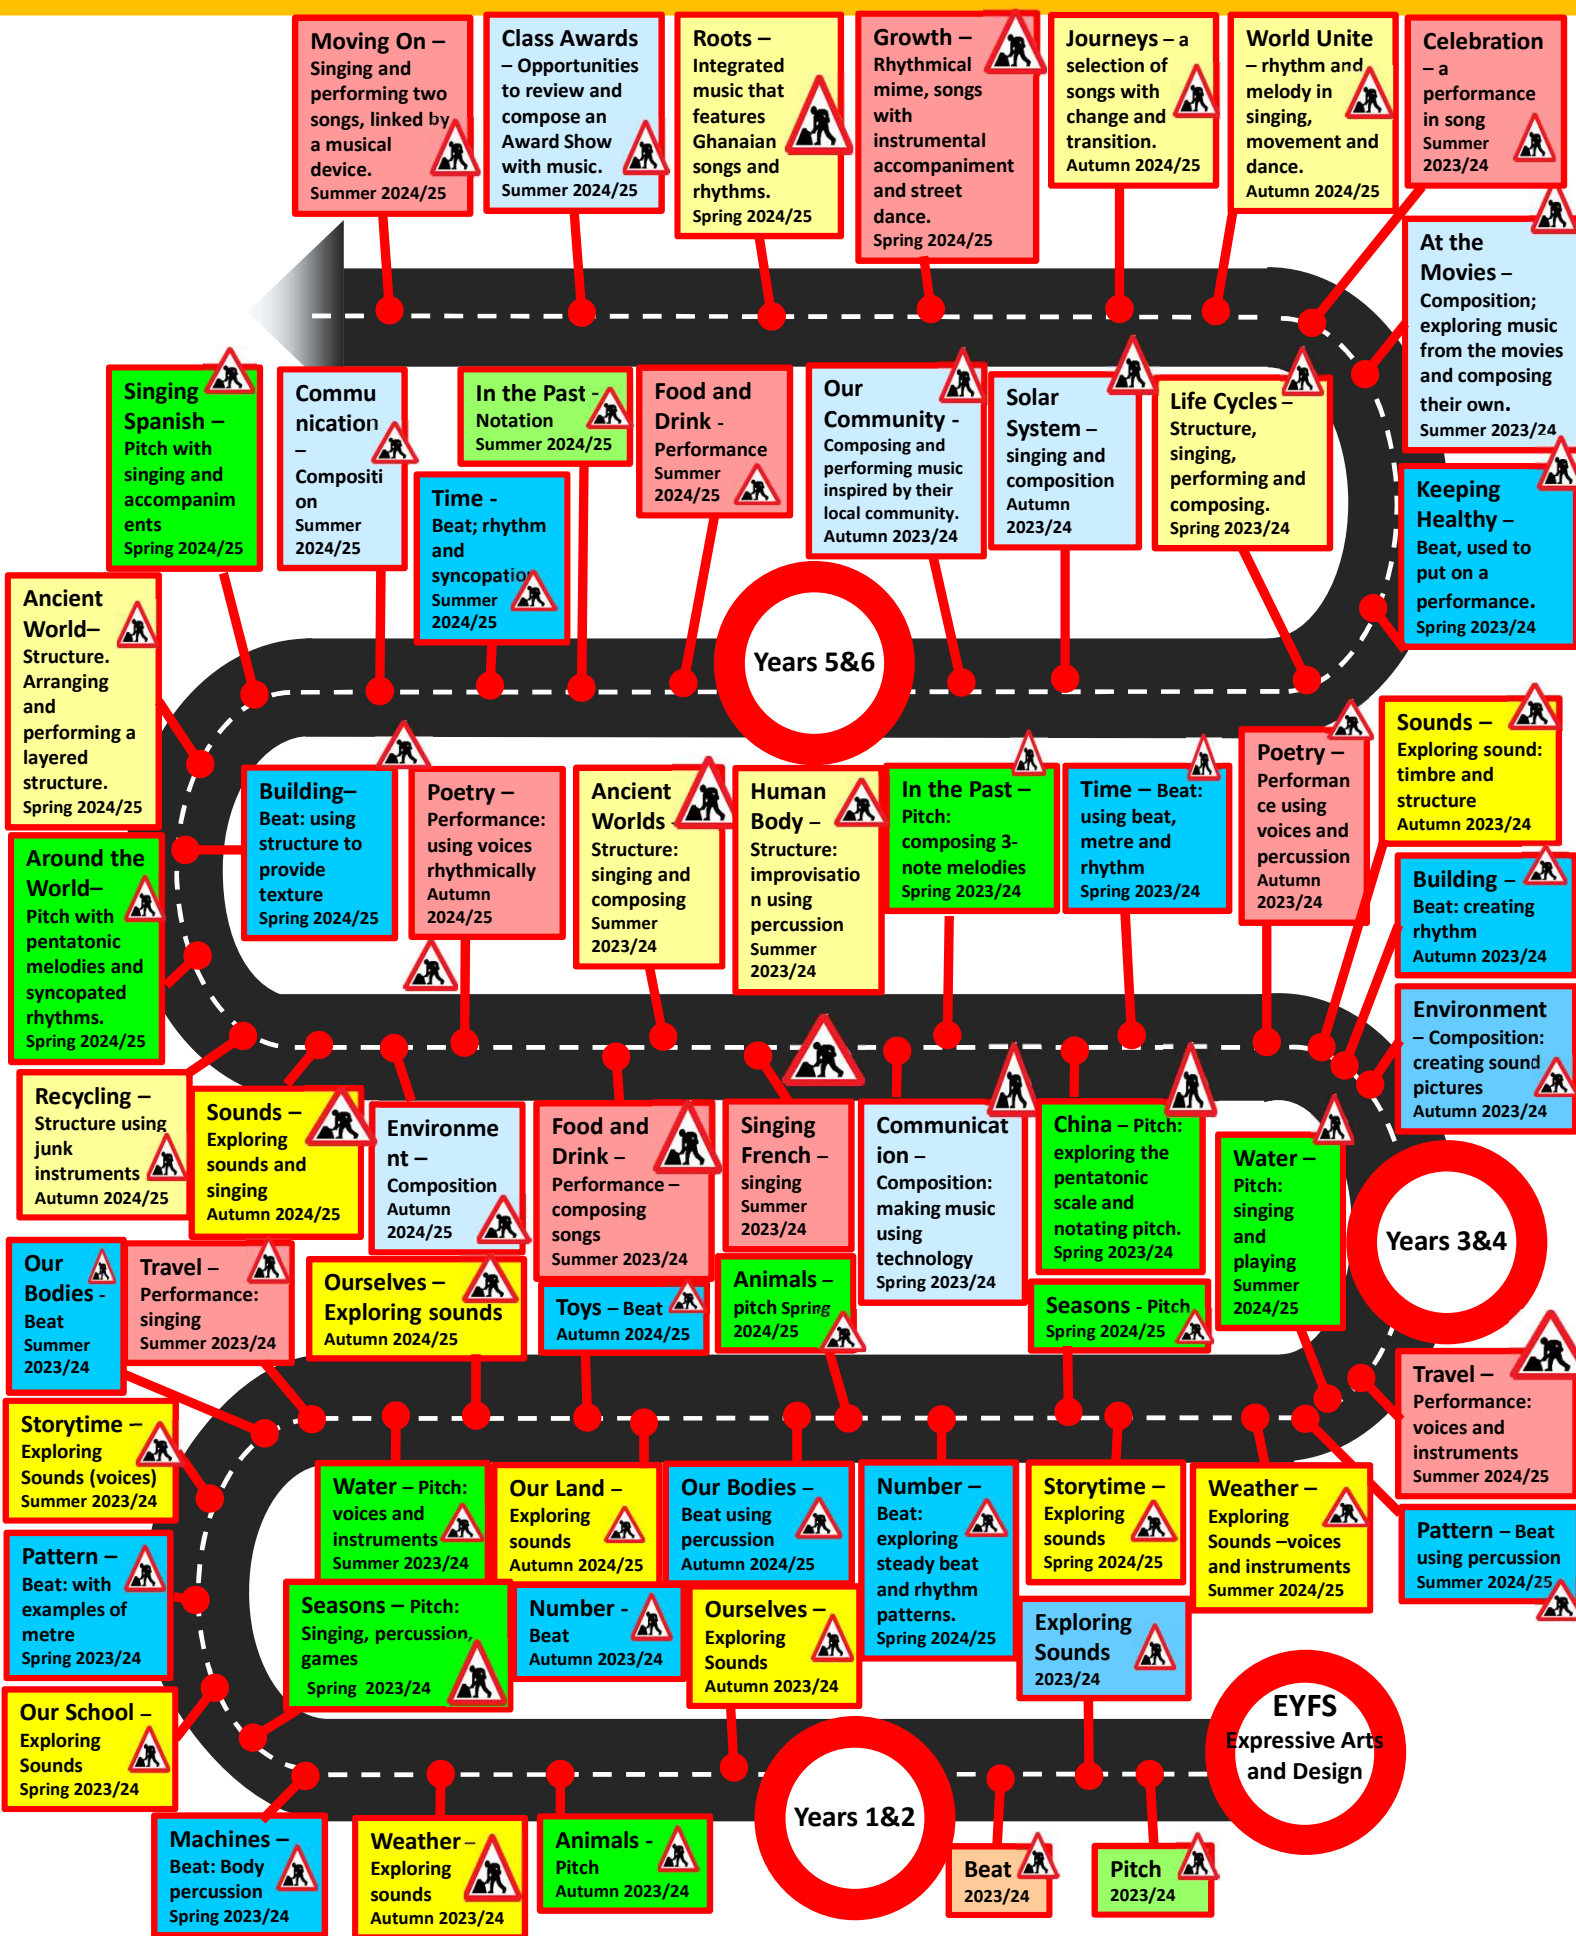 Moving On –
Singing and
performing two
songs, linked by
a musical
device.
Summer 2024/25
Class Awards
– Opportunities
to review and
compose an
Award Show
with music.
Summer 2024/25
Roots –
Integrated
music that
features
Ghanaian
songs and
rhythms.
Spring 2024/25
Growth –
Rhythmical
mime, songs
with
instrumental
accompaniment
and street
dance.
Spring 2024/25
Journeys – a
selection of
songs with
change and
transition.
Autumn 2024/25
World Unite
– rhythm and
melody in
singing,
movement and
dance.
Autumn 2024/25
Celebration
– a
performance
in song
Summer
2023/24
At the
Movies –
Composition;
exploring music
from the movies
and composing
their own.
Summer 2023/24
Singing
Spanish –
Pitch with
singing and
accompanim
ents
Spring 2024/25
Commu
nication
–
Compositi
on
Summer
2024/25
In the Past -
Notation
Summer 2024/25
Time -
Beat; rhythm
and
syncopation
Summer
2024/25
Food and
Drink -
Performance
Summer
2024/25
Our
Community -
Composing and
performing music
inspired by their
local community.
Autumn 2023/24
Solar
System –
singing and
composition
Autumn
2023/24
Life Cycles –
Structure,
singing,
performing and
composing.
Spring 2023/24
Keeping
Healthy –
Beat, used to
put on a
performance.
Spring 2023/24
Ancient
World–
Structure.
Arranging
and
performing a
layered
structure.
Spring 2024/25
Years 5&6
Building–
Beat: using
structure to
provide
texture
Spring 2024/25
Poetry –
Performance:
using voices
rhythmically
Autumn
2024/25
Ancient
Worlds -
Structure:
singing and
composing
Summer
2023/24
Human
Body –
Structure:
improvisatio
n using
percussion
Summer
2023/24
In the Past –
Pitch:
composing 3-
note melodies
Spring 2023/24
Time – Beat:
using beat,
metre and
rhythm
Spring 2023/24
Poetry –
Performan
ce using
voices and
percussion
Autumn
2023/24
Sounds –
Exploring sound:
timbre and
structure
Autumn 2023/24
Around the
World–
Pitch with
pentatonic
melodies and
syncopated
rhythms.
Spring 2024/25
Building –
Beat: creating
rhythm
Autumn 2023/24
Environment
– Composition:
creating sound
pictures
Autumn 2023/24
Recycling –
Structure using
junk
instruments
Autumn 2024/25
Sounds –
Exploring
sounds and
singing
Autumn 2024/25
Environme
nt –
Composition
Autumn
2024/25
Food and
Drink –
Performance –
composing
songs
Summer 2023/24
Singing
French –
singing
Summer
2023/24
Communicat
ion –
Composition:
making music
using
technology
Spring 2023/24
China – Pitch:
exploring the
pentatonic
scale and
notating pitch.
Spring 2023/24
Water –
Pitch:
singing
and
playing
Summer
2024/25
Years 3&4
Our
Bodies -
Beat
Summer
2023/24
Travel –
Performance:
singing
Summer 2023/24
Ourselves –
Exploring sounds
Autumn 2024/25
Toys – Beat
Autumn 2024/25
Animals –
pitch Spring
2024/25
Seasons - Pitch
Spring 2024/25
Travel –
Performance:
voices and
instruments
Summer 2024/25
Storytime –
Exploring
Sounds (voices)
Summer 2023/24
Water – Pitch:
voices and
instruments
Summer 2023/24
Our Land –
Exploring
sounds
Autumn 2024/25
Our Bodies –
Beat using
percussion
Autumn 2024/25
Number –
Beat:
exploring
steady beat
and rhythm
patterns.
Spring 2024/25
Storytime –
Exploring
sounds
Spring 2024/25
Weather –
Exploring
Sounds –voices
and instruments
Summer 2024/25
Pattern – Beat
using percussion
Summer 2024/25
Pattern –
Beat: with
examples of
metre
Spring 2023/24
Seasons – Pitch:
Singing, percussion,
games
Spring 2023/24
Number -
Beat
Autumn 2023/24
Ourselves –
Exploring
Sounds
Autumn 2023/24
Exploring
Sounds
2023/24
Our School –
Exploring
Sounds
Spring 2023/24
EYFS
Expressive Arts
and Design
Machines –
Beat: Body
percussion
Spring 2023/24
Weather –
Exploring
sounds
Autumn 2023/24
Animals -
Pitch
Autumn 2023/24
Years 1&2
Beat
2023/24
Pitch
2023/24